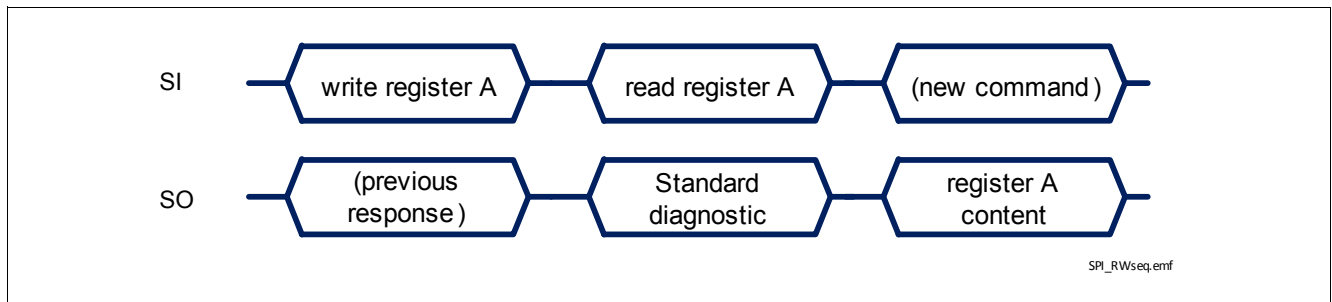 SI
write register A
read register A
(new command)
SO
(previous
response)
Standard
diagnostic
register A
content
SPI_RWseq.emf